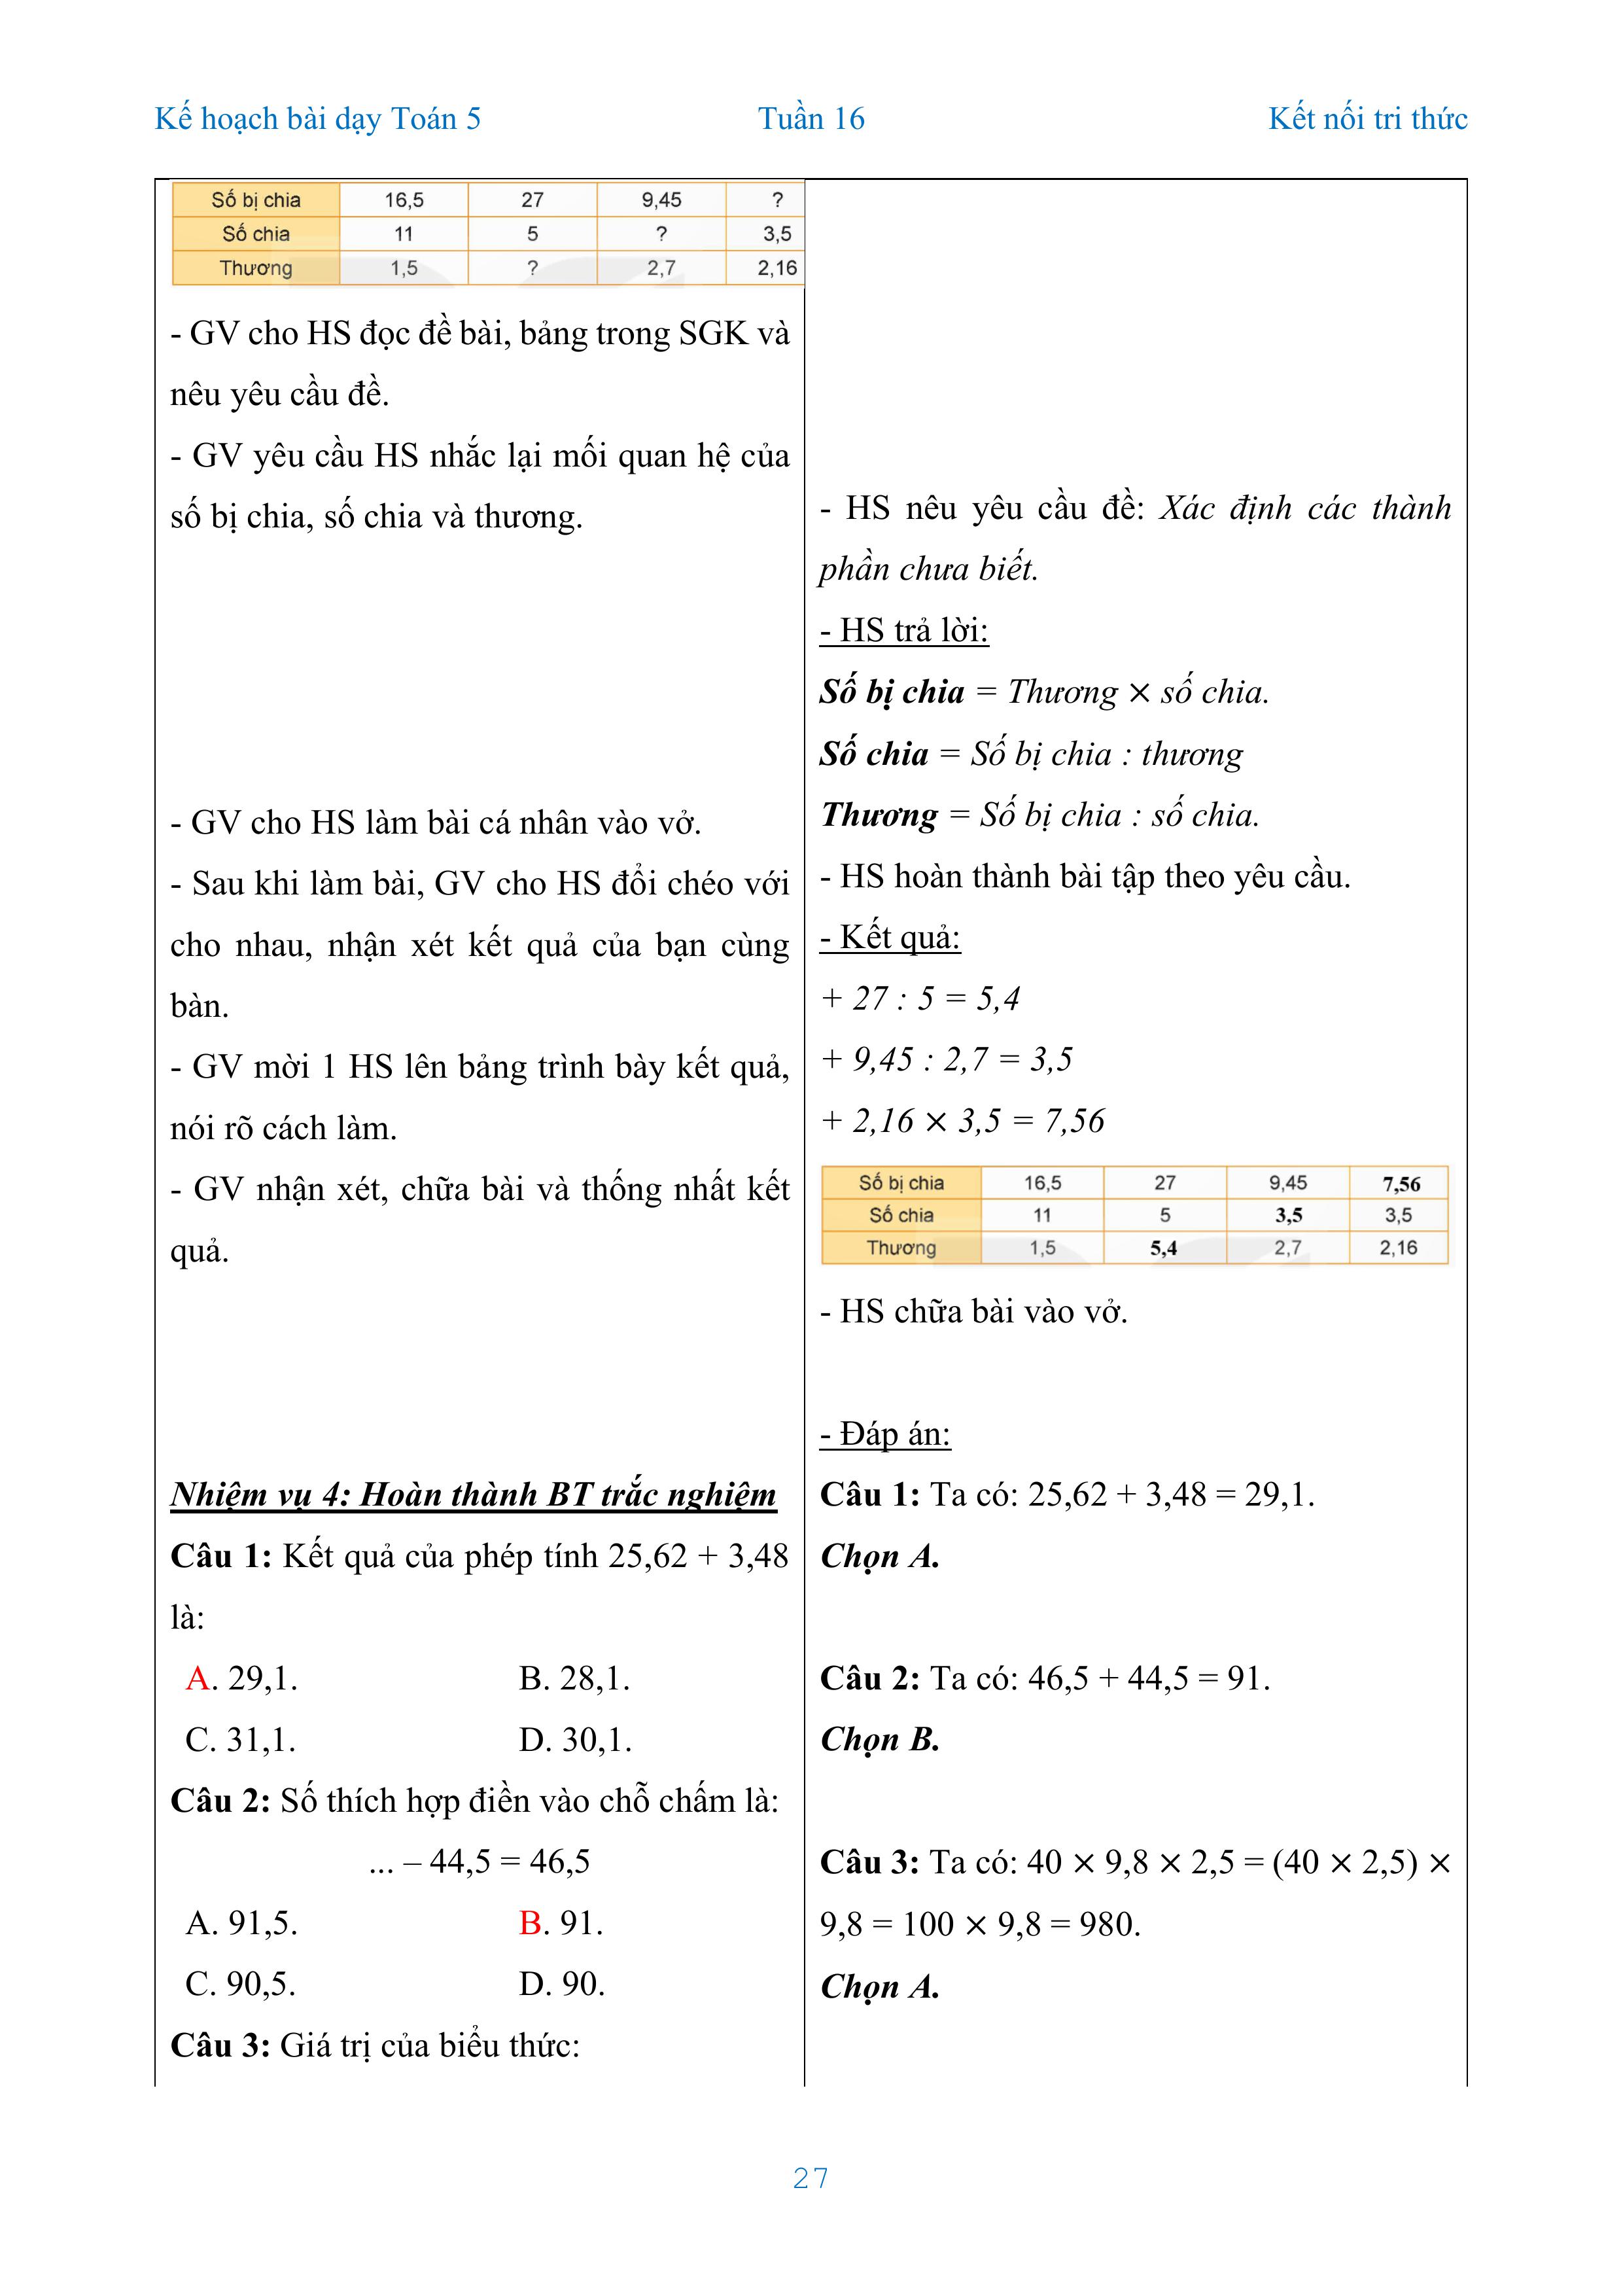 Kế hoạch bài dạy Toán 5 Tuần 16 Kết nối tri thức
Số bị chia 16,5 27 9,45 ?
Số chia 11 5 ? 3,5
Thương 1,5 ? 2,7 2,16
- GV cho HS đọc đề bài, bảng trong SGK và
nêu yêu cầu đề.
- GV yêu cầu HS nhắc lại mối quan hệ của
số bị chia, số chia và thương.
- GV cho HS làm bài cá nhân vào vở.
- Sau khi làm bài, GV cho HS đổi chéo với
cho nhau, nhận xét kết quả của bạn cùng
bàn.
- GV mời 1 HS lên bảng trình bày kết quả,
nói rõ cách làm.
- GV nhận xét, chữa bài và thống nhất kết
quả.
Nhiệm vụ 4: Hoàn thành BT trắc nghiệm
Câu 1: Kết quả của phép tính 25,62 + 3,48
là:
A. 29,1. B. 28,1.
C. 31,1. D. 30,1.
Câu 2: Số thích hợp điền vào chỗ chấm là:
... – 44,5 = 46,5
A. 91,5. B. 91.
C. 90,5. D. 90.
Câu 3: Giá trị của biểu thức:
- HS nêu yêu cầu đề: Xác định các thành
phần chưa biết.
- HS trả lời:
Số bị chia = Thương × số chia.
Số chia = Số bị chia : thương
Thương = Số bị chia : số chia.
- HS hoàn thành bài tập theo yêu cầu.
- Kết quả:
+ 27 : 5 = 5,4
+ 9,45 : 2,7 = 3,5
+ 2,16 × 3,5 = 7,56
Số bị chia 16,5 27 9,45 7,56
Số chia 11 5 3,5 3,5
Thương 1,5 5,4 2,7 2,16
- HS chữa bài vào vở.
- Đáp án:
Câu 1: Ta có: 25,62 + 3,48 = 29,1.
Chọn A.
Câu 2: Ta có: 46,5 + 44,5 = 91.
Chọn B.
Câu 3: Ta có: 40 × 9,8 × 2,5 = (40 × 2,5) ×
9,8 = 100 × 9,8 = 980.
Chọn A.
27